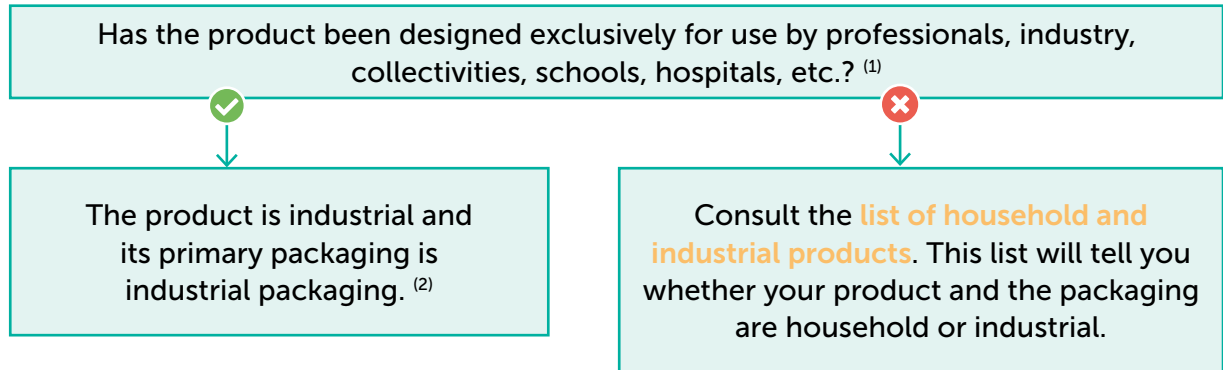 Has the product been designed exclusively for use by professionals, industry,
collectivities, schools, hospitals, etc.? (1)
The product is industrial and
its primary packaging is
industrial packaging. (2)
Consult the list of household and
industrial products. This list will tell you
whether your product and the packaging
are household or industrial.